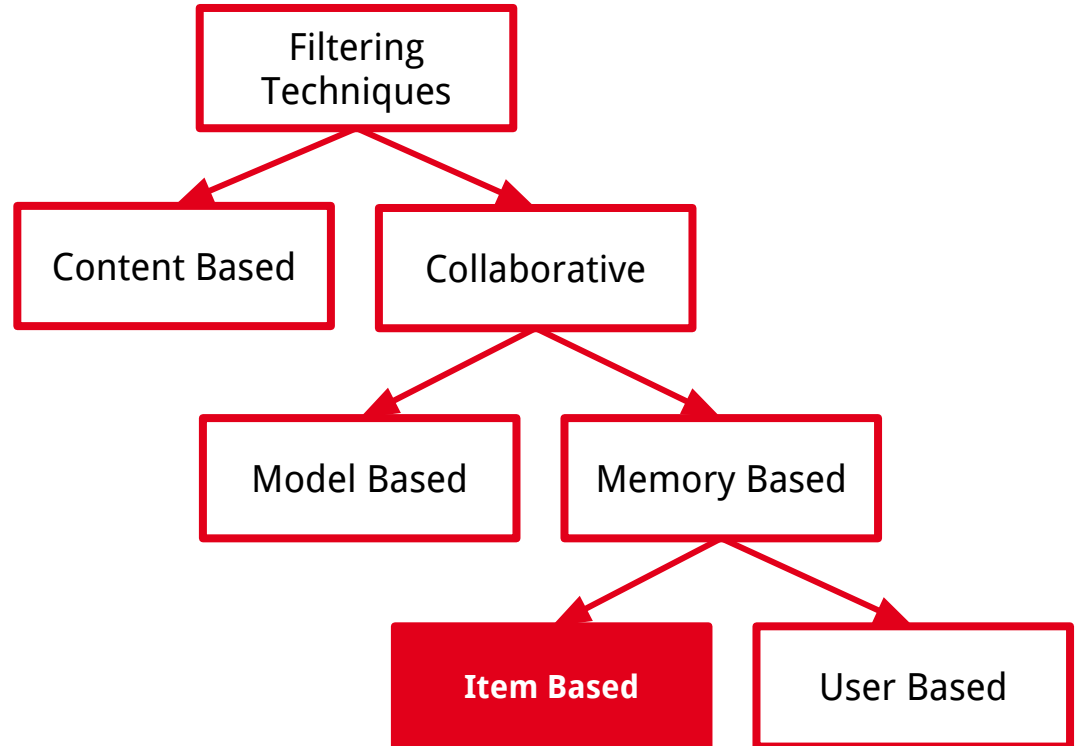 Filtering
Techniques
Content Based
Collaborative
Model Based
Memory Based
Item Based
User Based